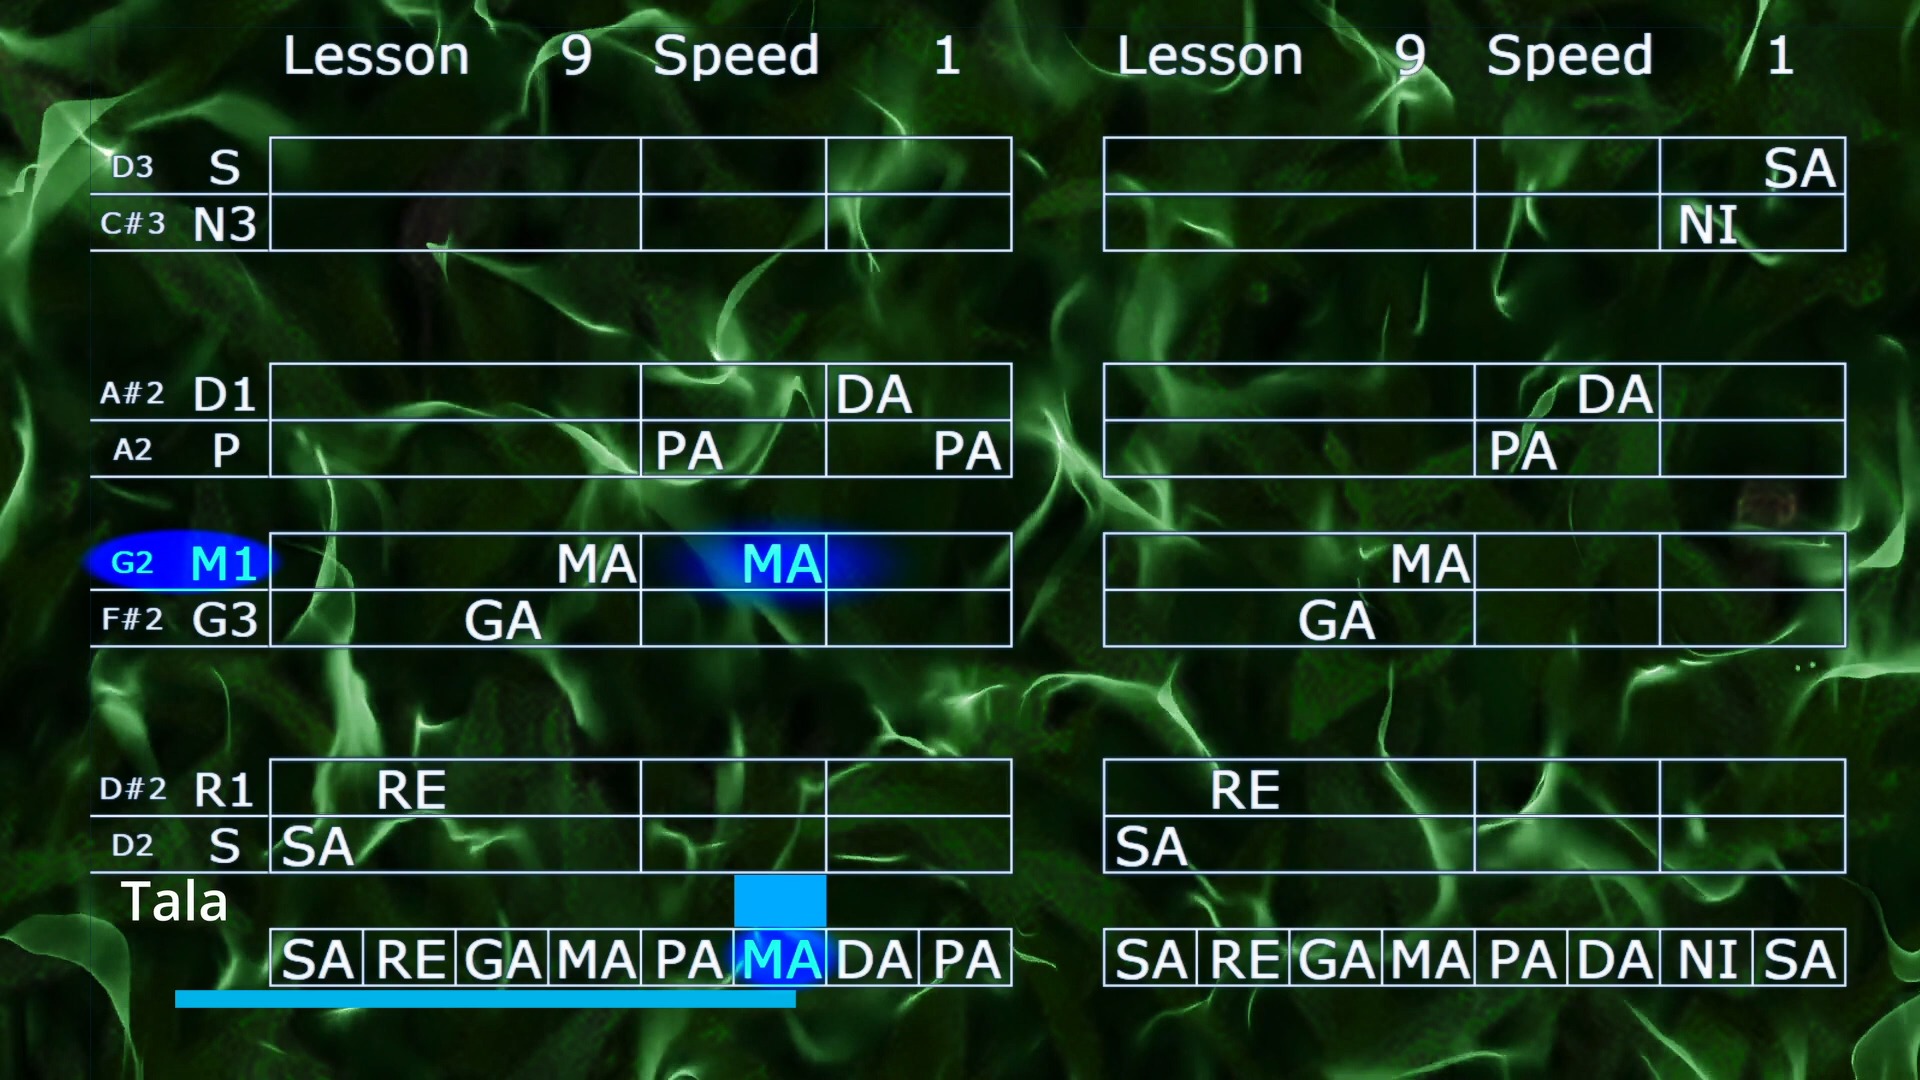 Lesson 9 Speed 1 Lesson 9 Speed 1
D3 S SA
C#3 N3 NI
A#2 D1 DA DA
A2 P PA PA PA
G2 M1 MA MA MA
F#2 G3 GA GA
D#2 R1 RE RE
D2 S SA SA
Tala
SA RE GA MA PA MA DA PA SA RE GA MA PA DA NI SA